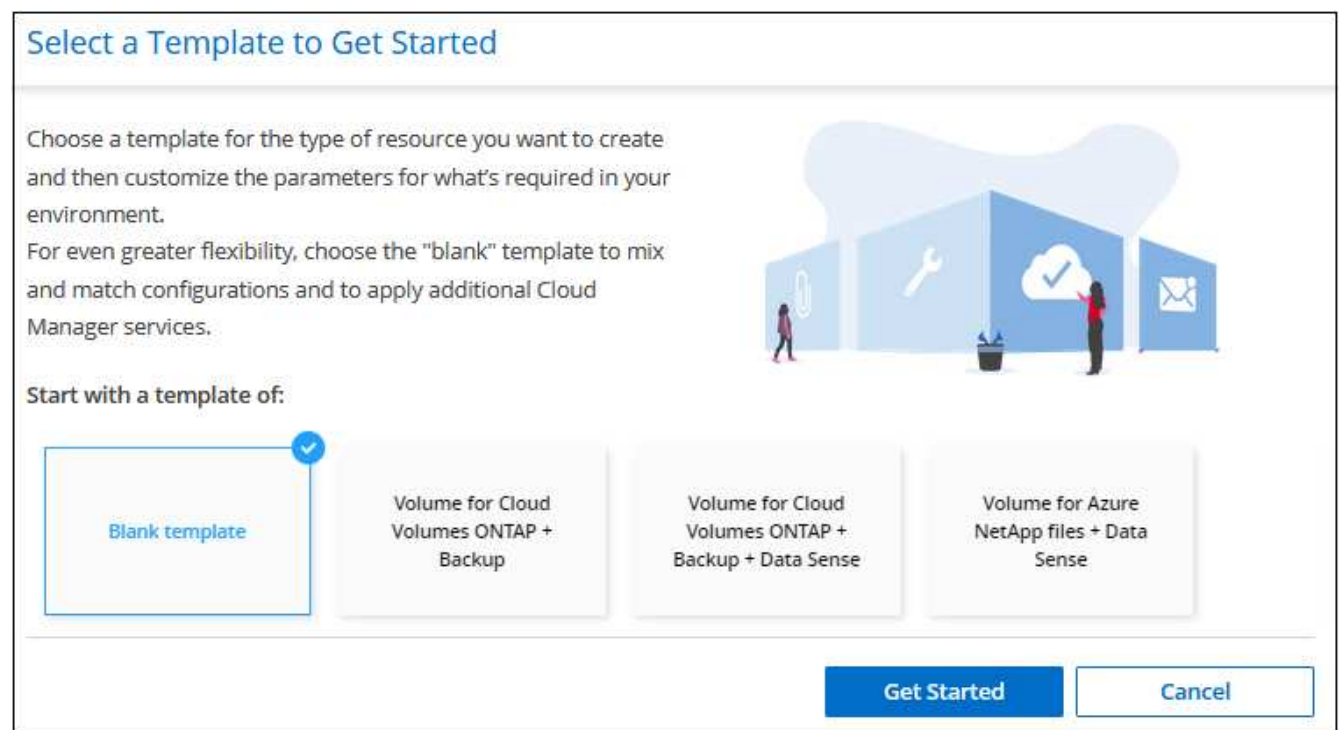 Select a Template to Get Started
Choose a template for the type of resource you want to create
and then customize the parameters for what's required in your
environment.
For even greater flexibility, choose the "blank" template to mix
and match configurations and to apply additional Cloud
Manager services.
Start with a template of:
Blank template
Volume for Cloud
Volumes ONTAP +
Backup
Volume for Cloud
Volumes ONTAP +
Backup + Data Sense
Volume for Azure
NetApp files + Data
Sense
Get Started
Cancel